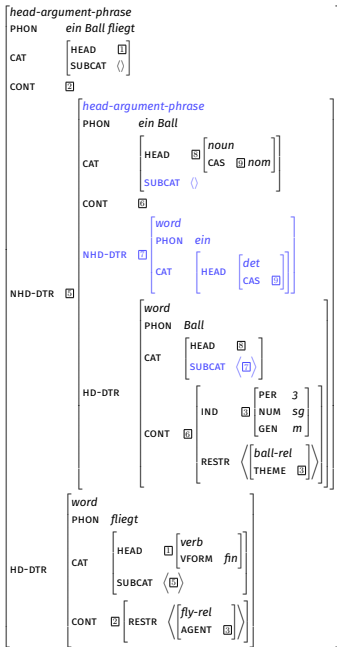 head-argument-phrase
PHON ein Ball fliegt
CAT HEAD 1
SUBCAT ⟨⟩
CONT 2
head-argument-phrase
PHON ein Ball
CAT HEAD 8 noun
CAS 9 nom
SUBCAT ⟨⟩
CONT 6
word
PHON ein
NHD-DTR 7
CAT HEAD det
CAS 9
NHD-DTR 5
word
PHON Ball
CAT HEAD 8
SUBCAT ⟨7⟩
HD-DTR
CONT 6 IND 3 PER 3
NUM sg
GEN m
RESTR ⟨ball-rel
THEME 3⟩
word
PHON fliegt
CAT HEAD 1 verb
VFORM fin
SUBCAT ⟨5⟩
HD-DTR
CONT 2 RESTR ⟨fly-rel
AGENT 3⟩